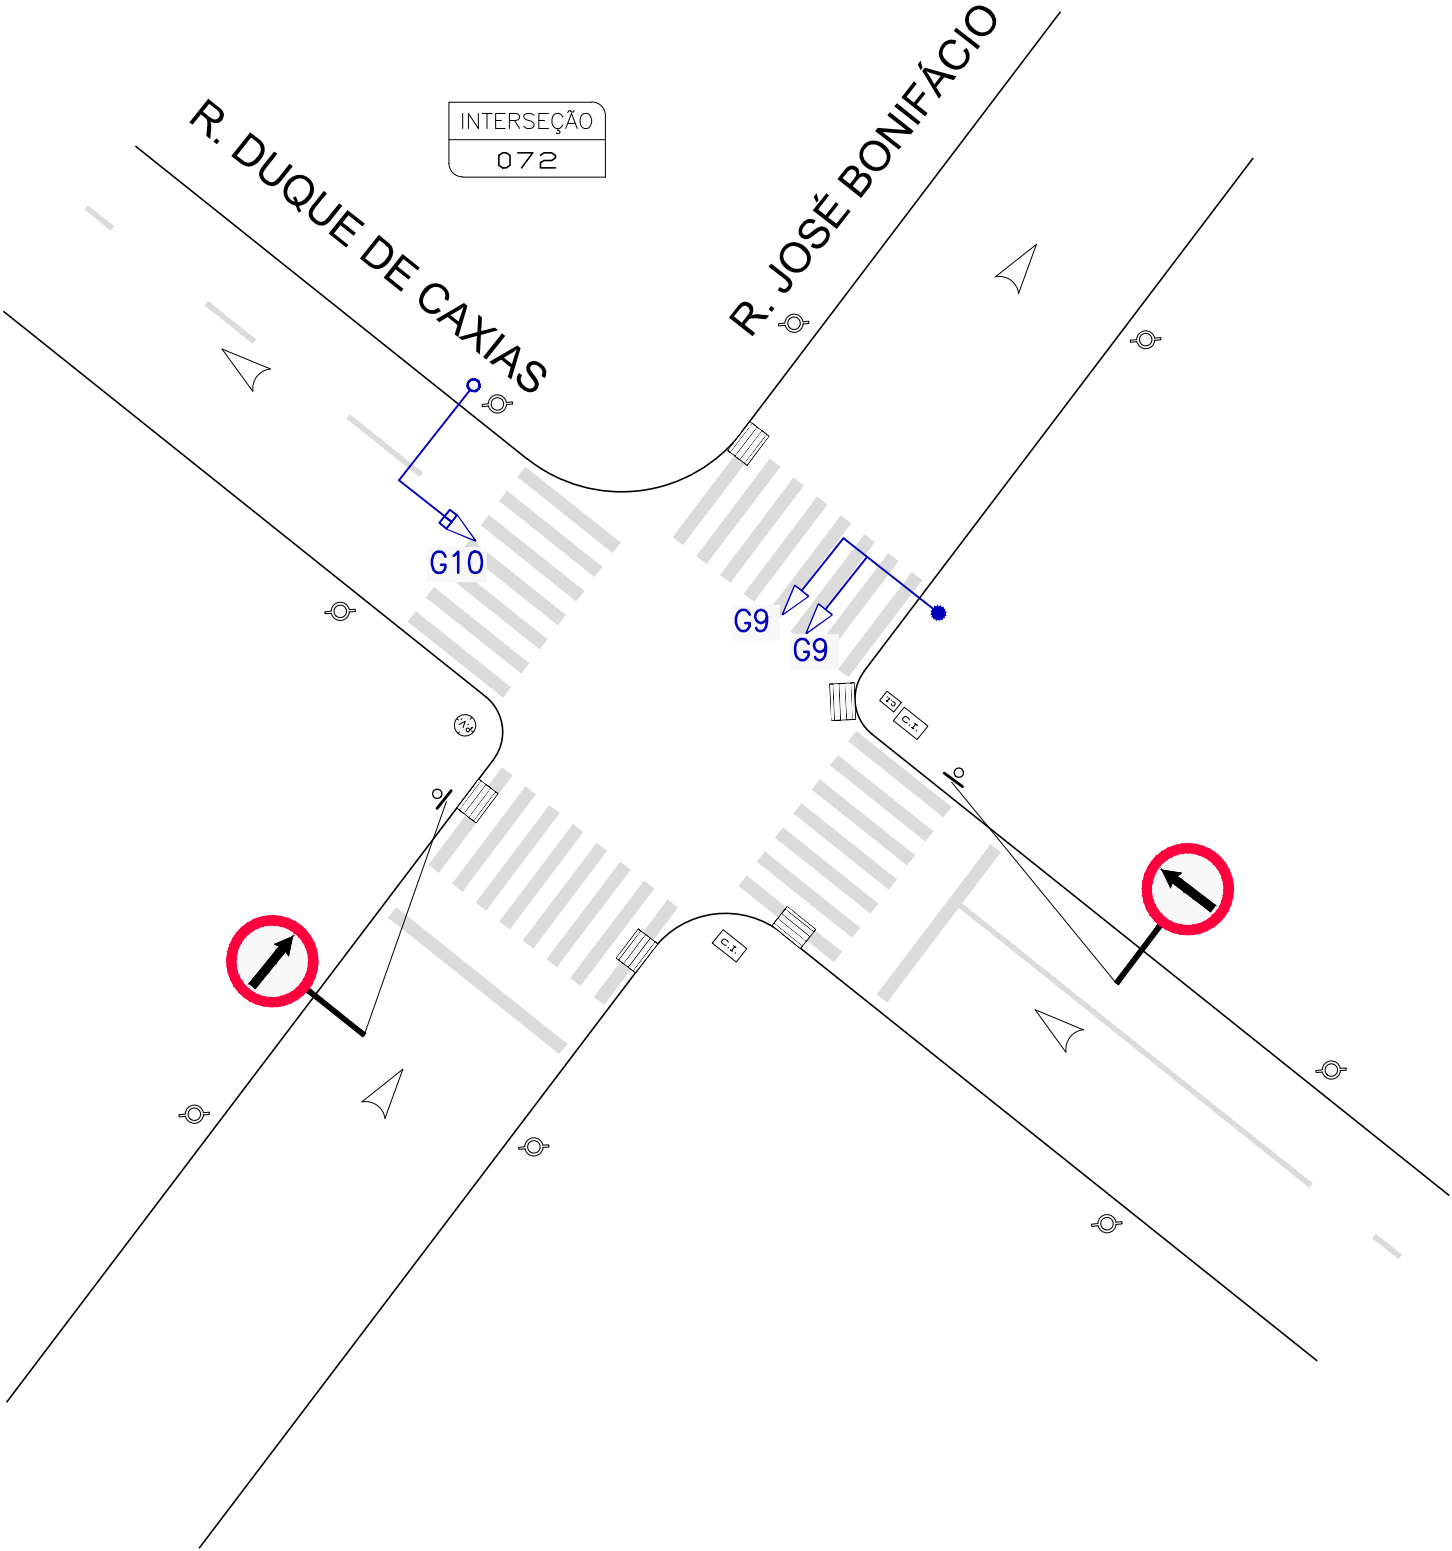 R. DUQUE DE CAXIAS
INTERSEÇÃO
072
R. JOSÉ BONIFÁCIO
G10
G9
G9
P.V.
C.I.
C.I.
C.I.